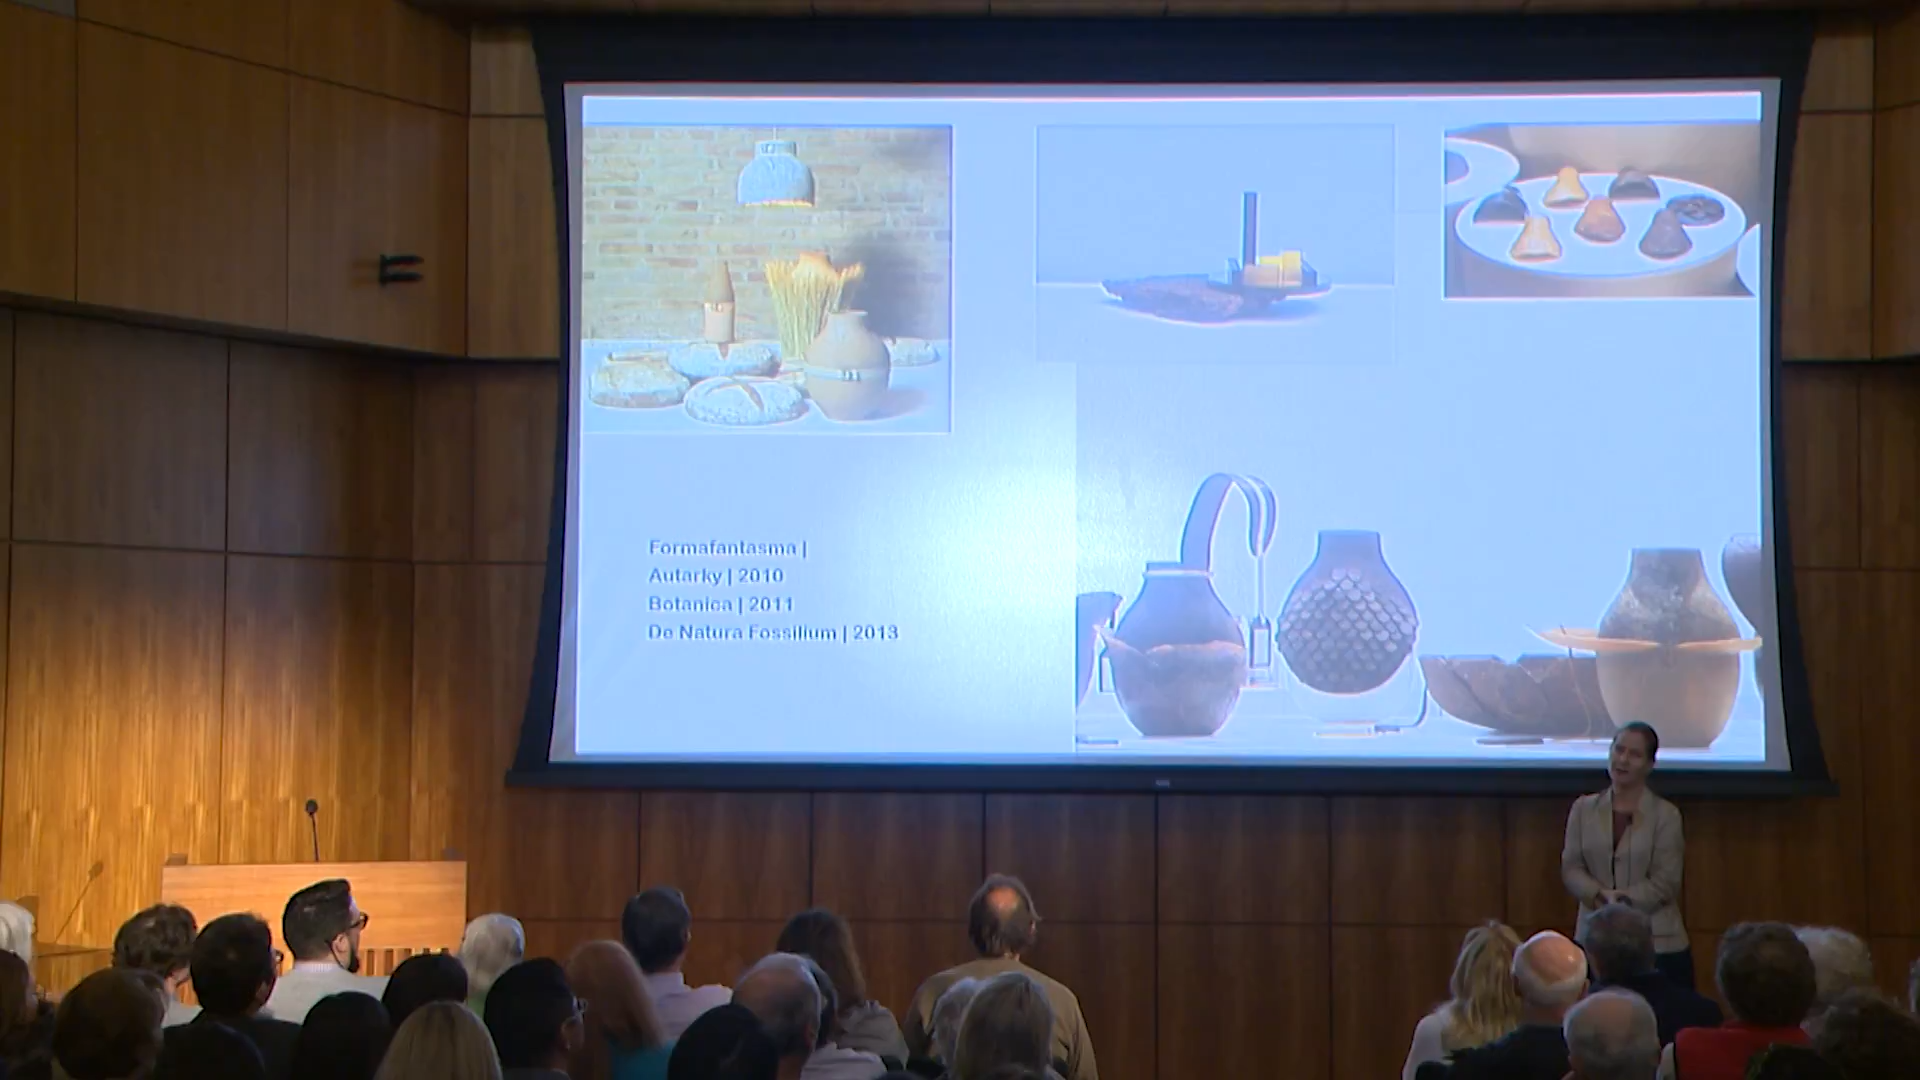 Formafantasma |
Autarky | 2010
Botanica | 2011
De Natura Fossilium | 2013